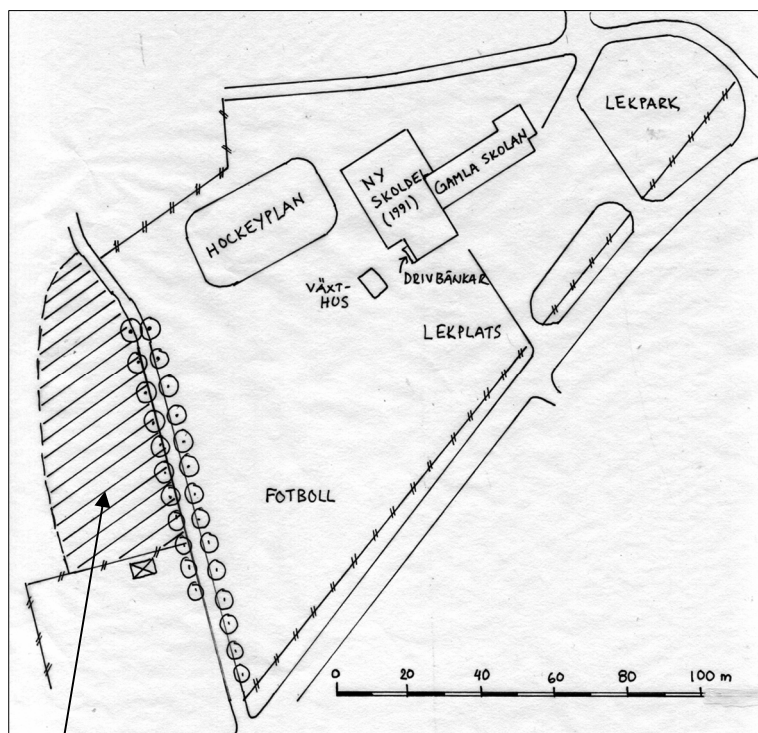 LEKPARK
GAMLA SKOLAN
NY
SKOLDEL
(1991)
HOCKEYPLAN
DRIVBÄNKAR
VÄXT-
HUS
LEKPLATS
FOTBOLL
0 20 40 60 80 100 m